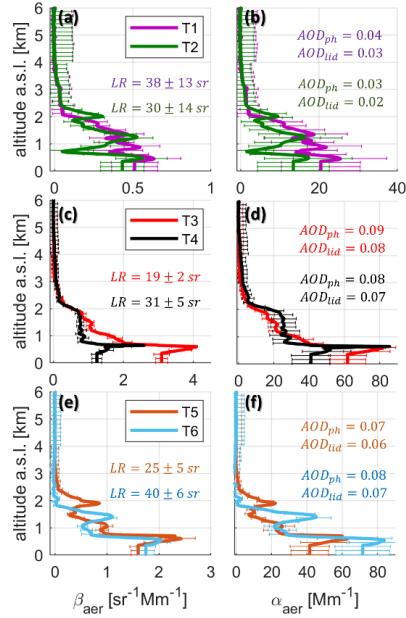 (a)
T1
T2
LR = 38 ± 13 sr
LR = 30 ± 14 sr
altitude a.s.l. [km]
6
5
4
3
2
1
0
0
0.5
1
(b)
AOD_ph = 0.04
AOD_lid = 0.03
AOD_ph = 0.03
AOD_lid = 0.02
0
20
40
(c)
T3
T4
LR = 19 ± 2 sr
LR = 31 ± 5 sr
altitude a.s.l. [km]
6
5
4
3
2
1
0
0
2
4
(d)
AOD_ph = 0.09
AOD_lid = 0.08
AOD_ph = 0.08
AOD_lid = 0.07
0
20
40
60
80
(e)
T5
T6
LR = 25 ± 5 sr
LR = 40 ± 6 sr
altitude a.s.l. [km]
6
5
4
3
2
1
0
0
1
2
3
β_aer [sr⁻¹Mm⁻¹]
(f)
AOD_ph = 0.07
AOD_lid = 0.06
AOD_ph = 0.08
AOD_lid = 0.07
0
20
40
60
80
α_aer [Mm⁻¹]